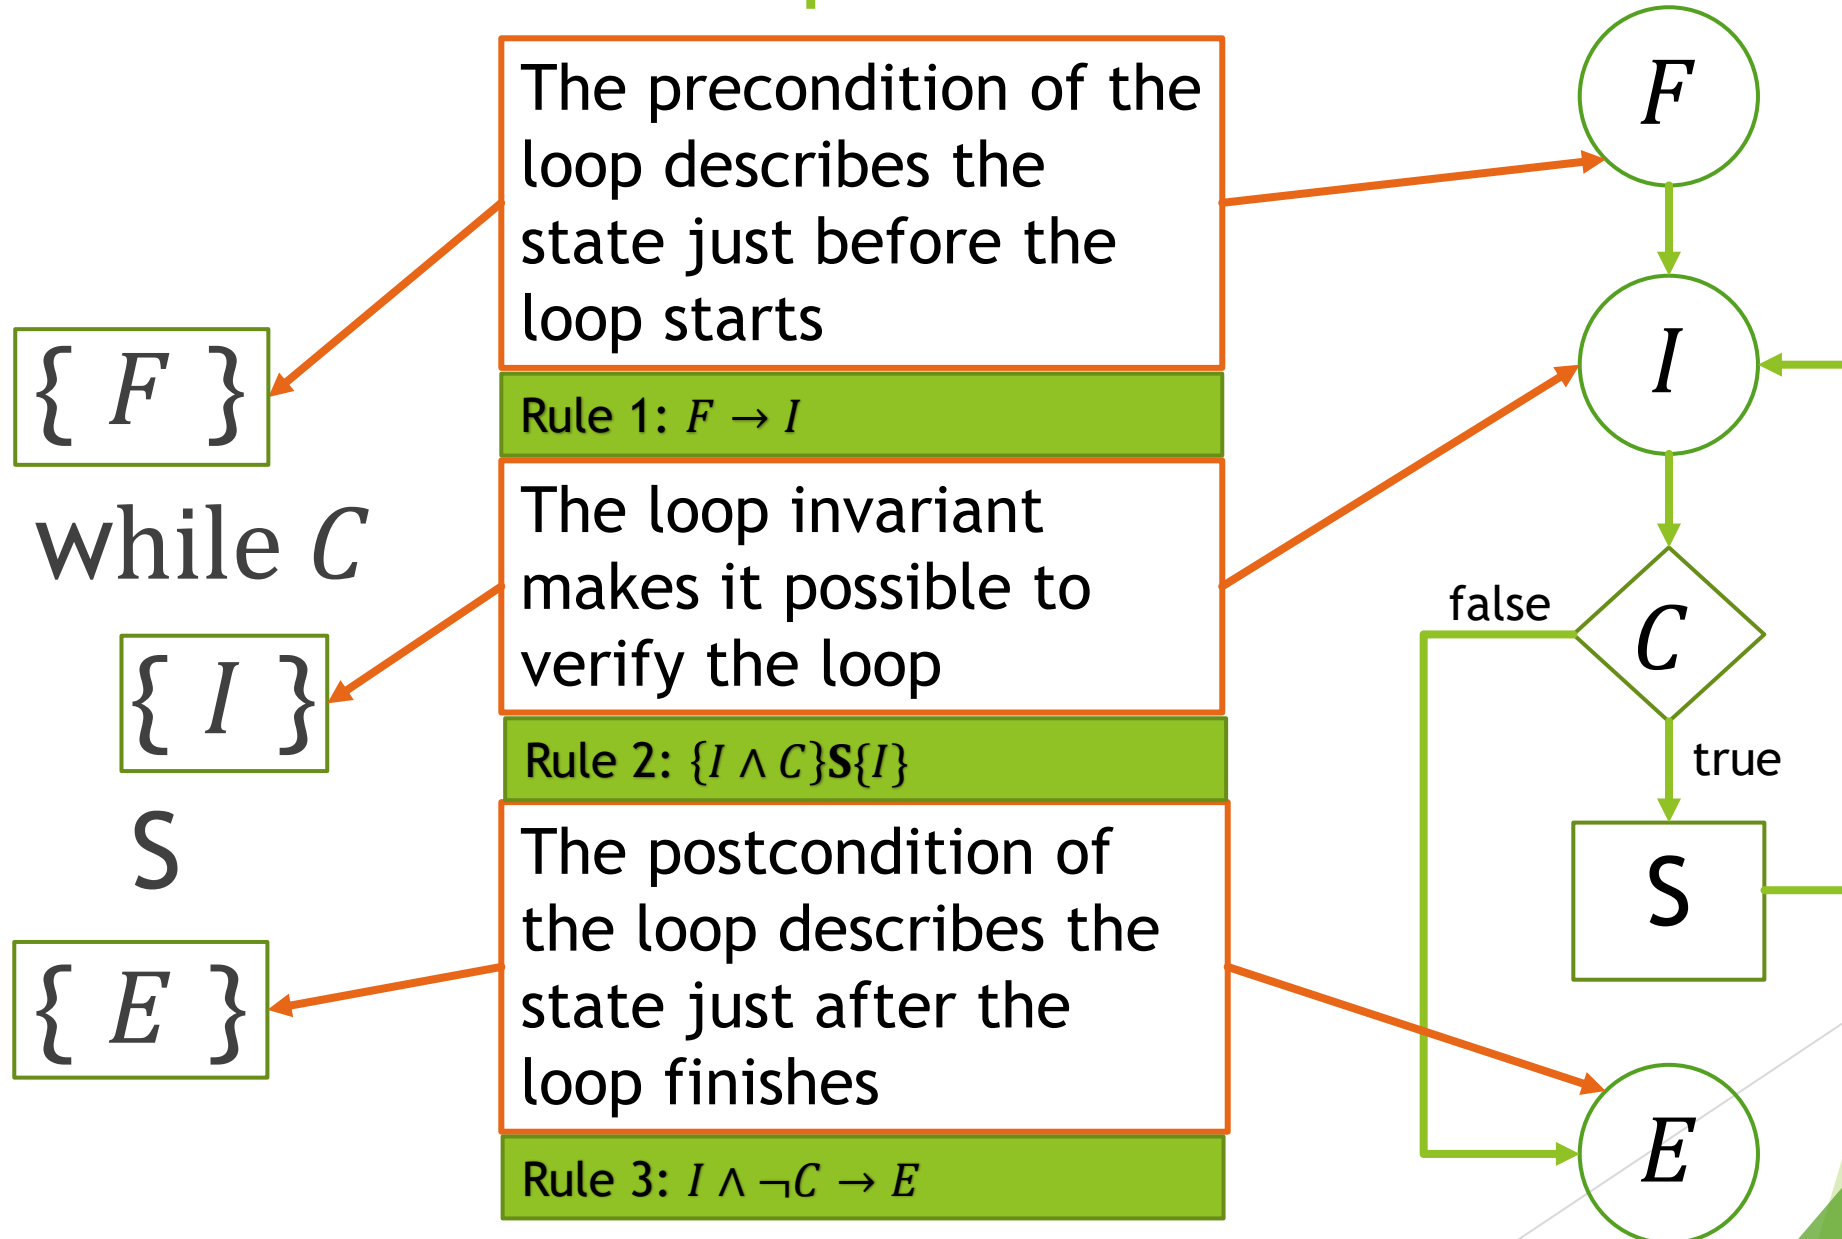 { F }
while C
{ I }
S
{ E }
The precondition of the
loop describes the
state just before the
loop starts
Rule 1: F → I
The loop invariant
makes it possible to
verify the loop
Rule 2: {I ∧ C}S{I}
The postcondition of
the loop describes the
state just after the
loop finishes
Rule 3: I ∧ ¬C → E
F
I
false
C
true
S
E